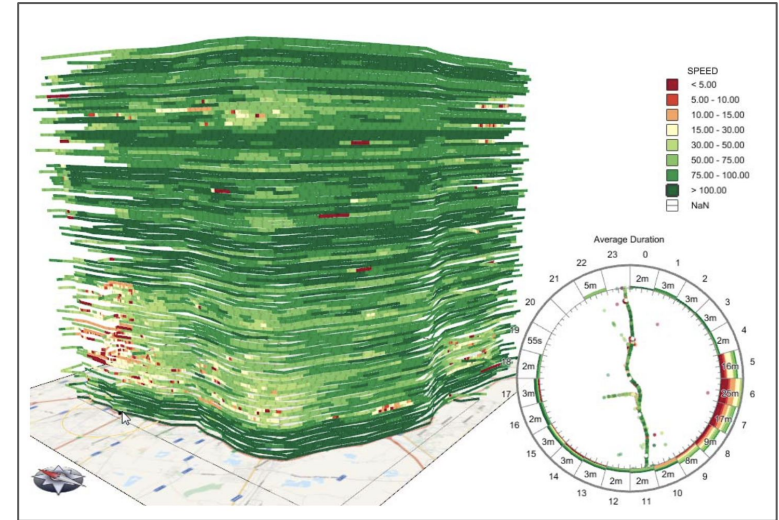 SPEED
< 5.00
5.00 - 10.00
10.00 - 15.00
15.00 - 30.00
30.00 - 50.00
50.00 - 75.00
75.00 - 100.00
> 100.00
NaN
Average Duration
0
1
2
3
4
5
6
7
8
9
10
11
12
13
14
15
16
17
18
19
20
21
22
23
2m
3m
3m
3m
2m
16m
25m
17m
9m
8m
2m
2m
2m
3m
3m
3m
2m
3m
2m
55s
5m